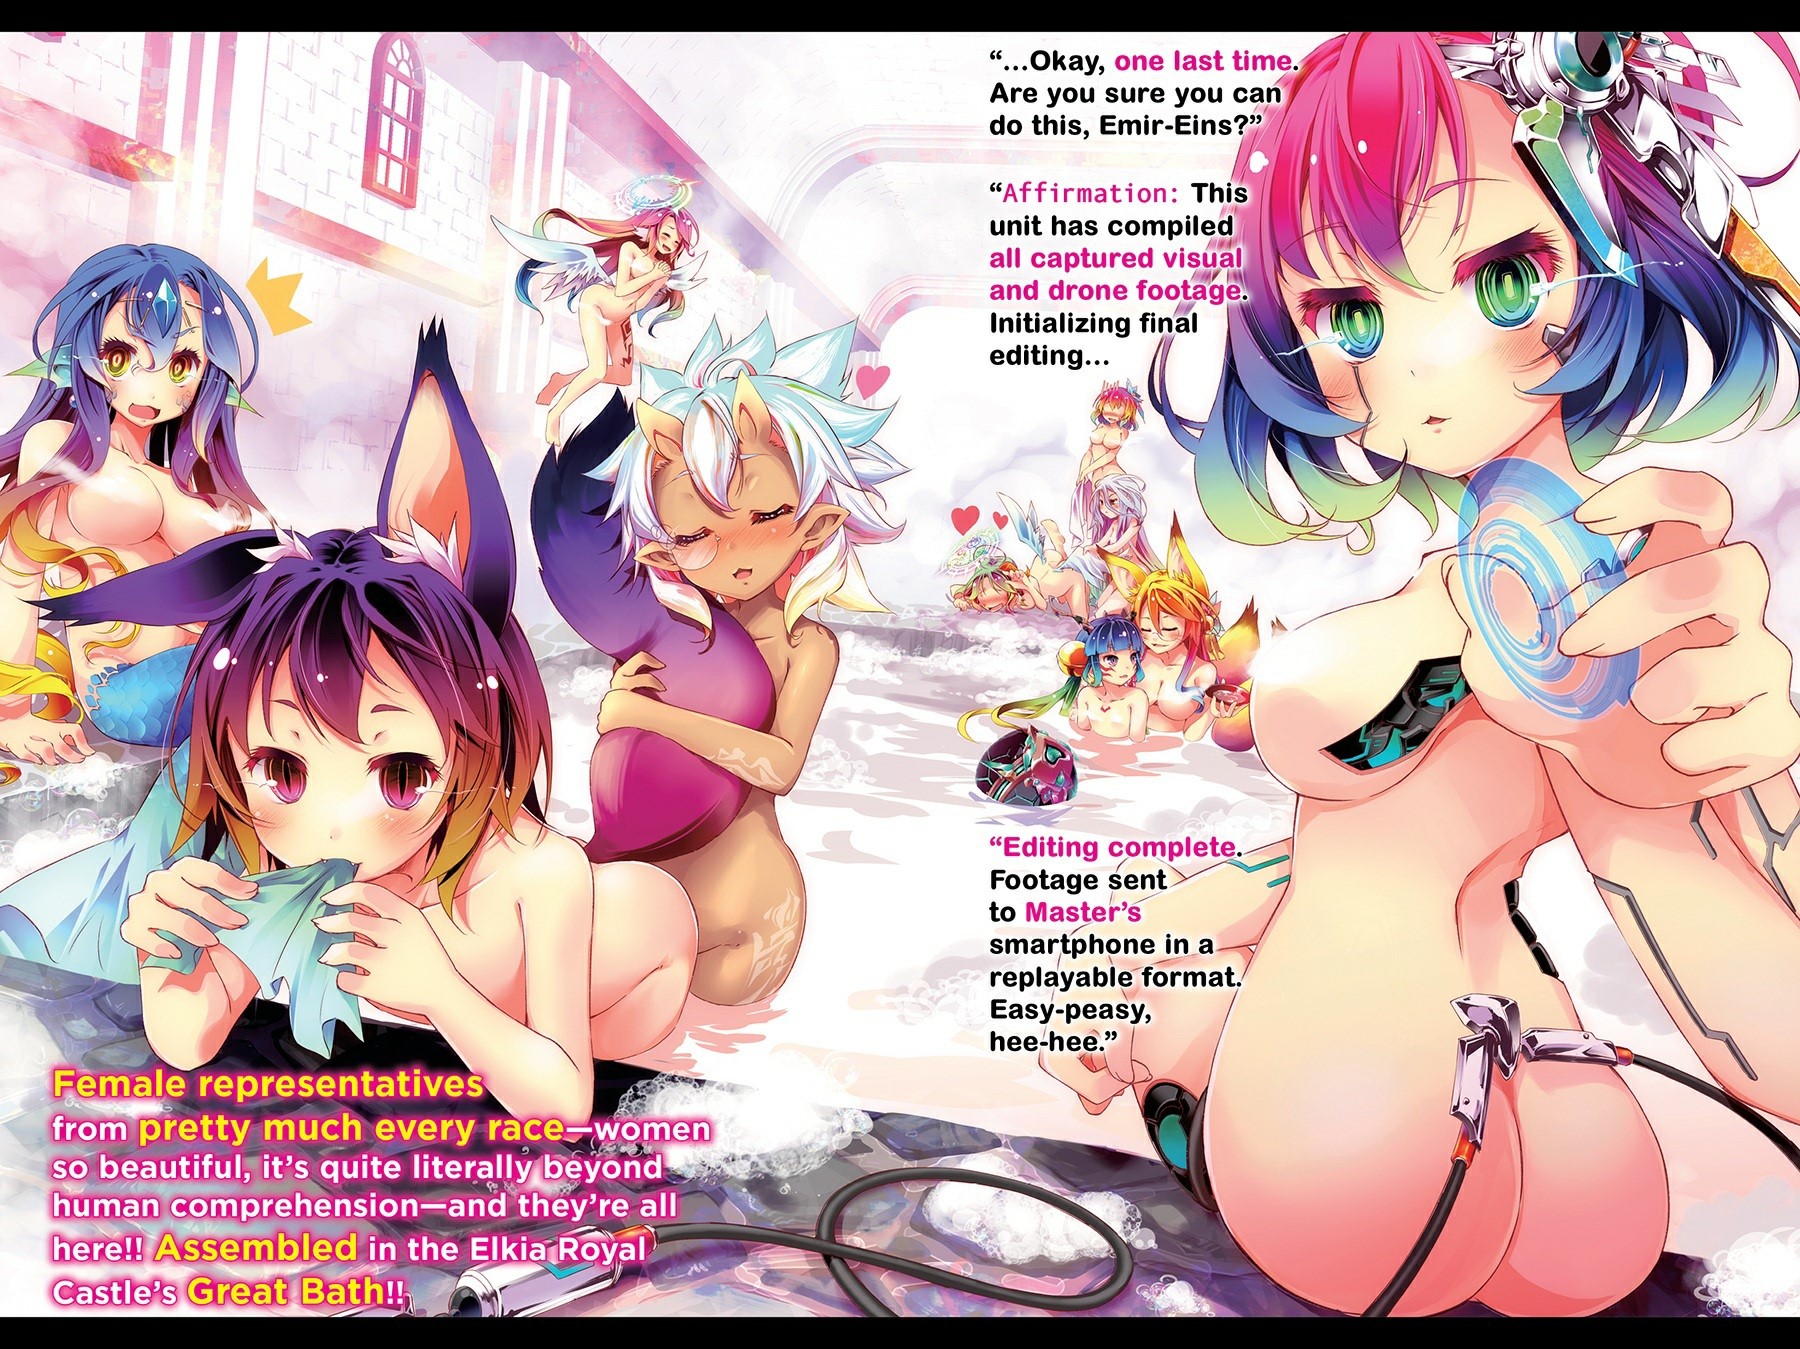 “...Okay, one last time.
Are you sure you can
do this, Emir-Eins?”
“Affirmation: This
unit has compiled
all captured visual
and drone footage.
Initializing final
editing...
“Editing complete.
Footage sent
to Master’s
smartphone in a
replayable format.
Easy-peasy,
hee-hee.”
Female representatives
from pretty much every race—women
so beautiful, it’s quite literally beyond
human comprehension—and they’re all
here!! Assembled in the Elkia Royal
Castle’s Great Bath!!